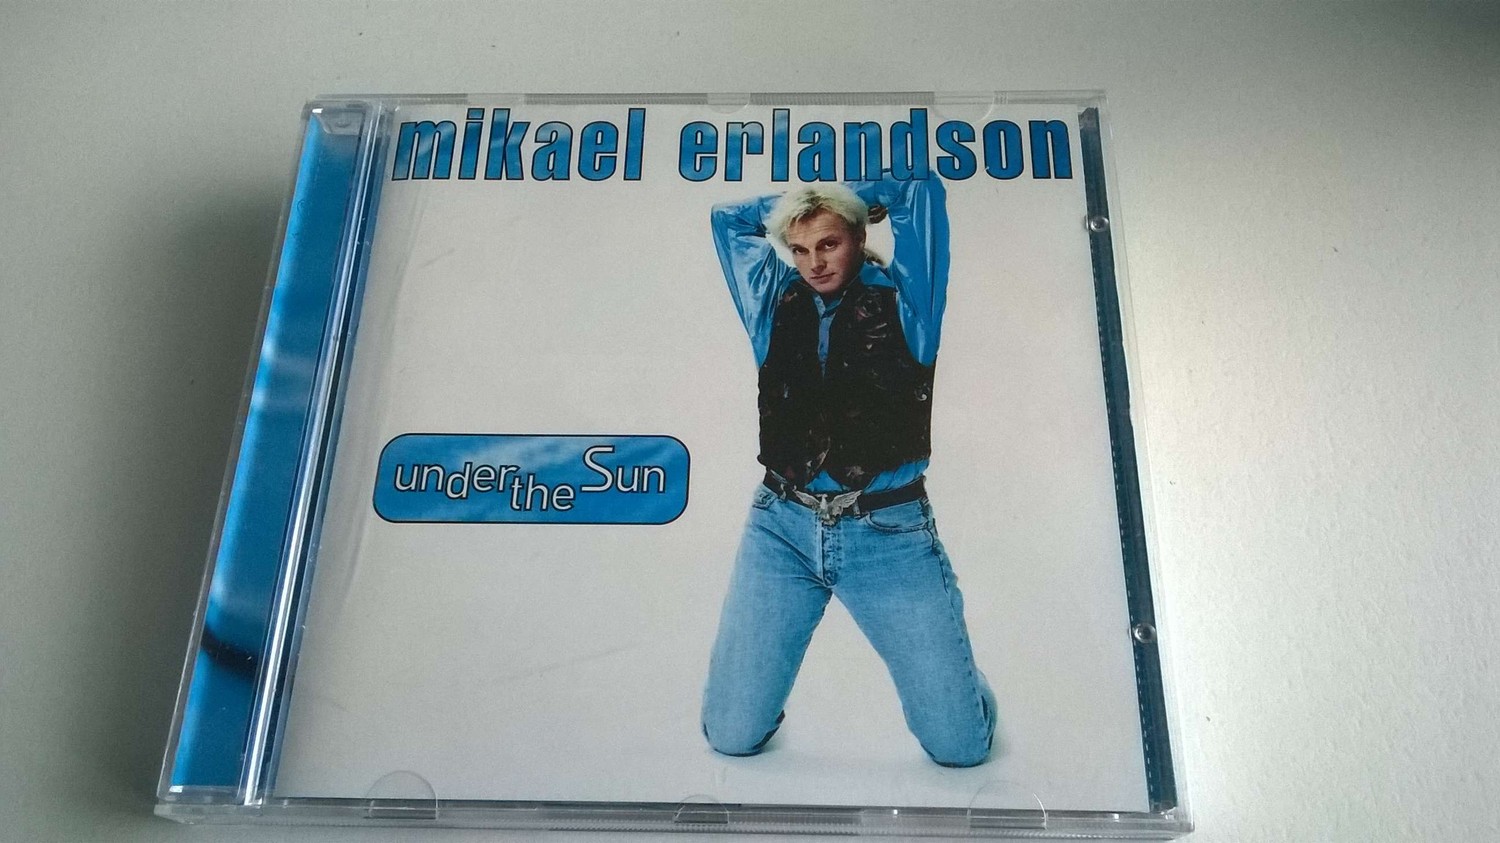 mikael erlandson
under the Sun